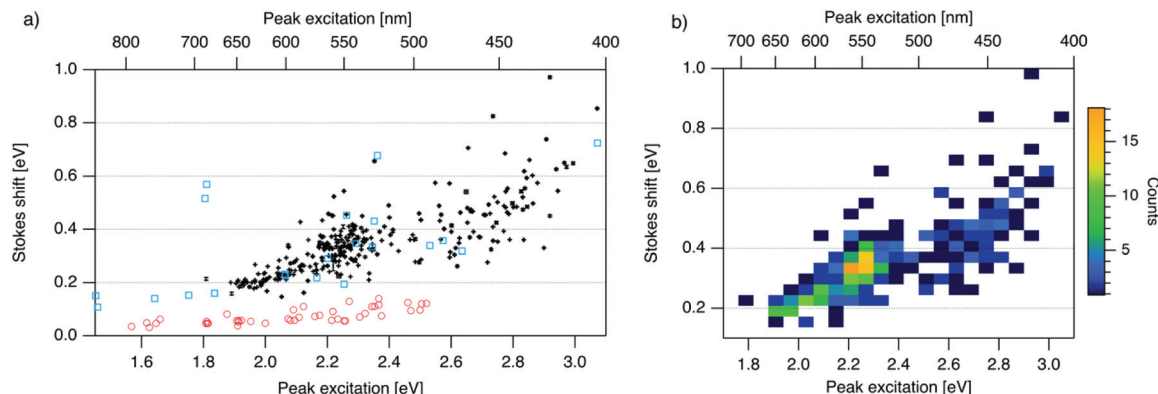 a)
Peak excitation [nm]
800 700 650 600 550 500 450 400
Stokes shift [eV]
1.0
0.8
0.6
0.4
0.2
0.0
1.6 1.8 2.0 2.2 2.4 2.6 2.8 3.0
Peak excitation [eV]
b)
Peak excitation [nm]
700 650 600 550 500 450 400
Stokes shift [eV]
1.0
0.8
0.6
0.4
0.2
1.8 2.0 2.2 2.4 2.6 2.8 3.0
Peak excitation [eV]
15
10
5
Counts